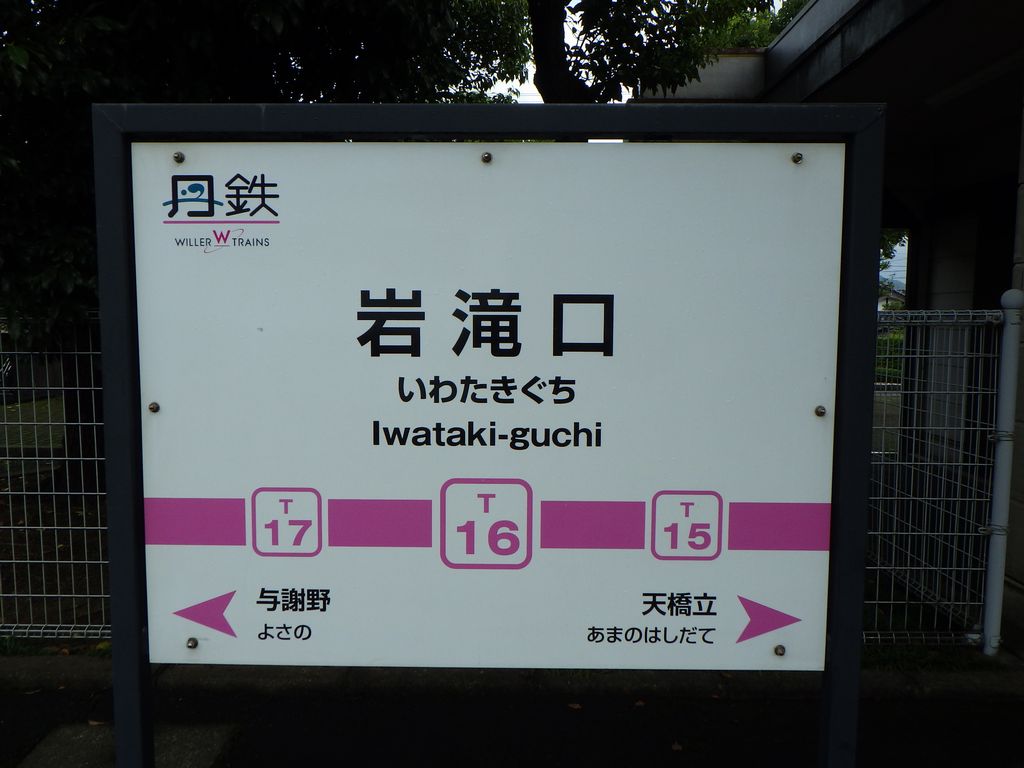 丹鉄
WILLER TRAINS
岩滝口
いわたきぐち
Iwataki-guchi
T 17
T 16
T 15
与謝野
よさの
天橋立
あまのはしだて